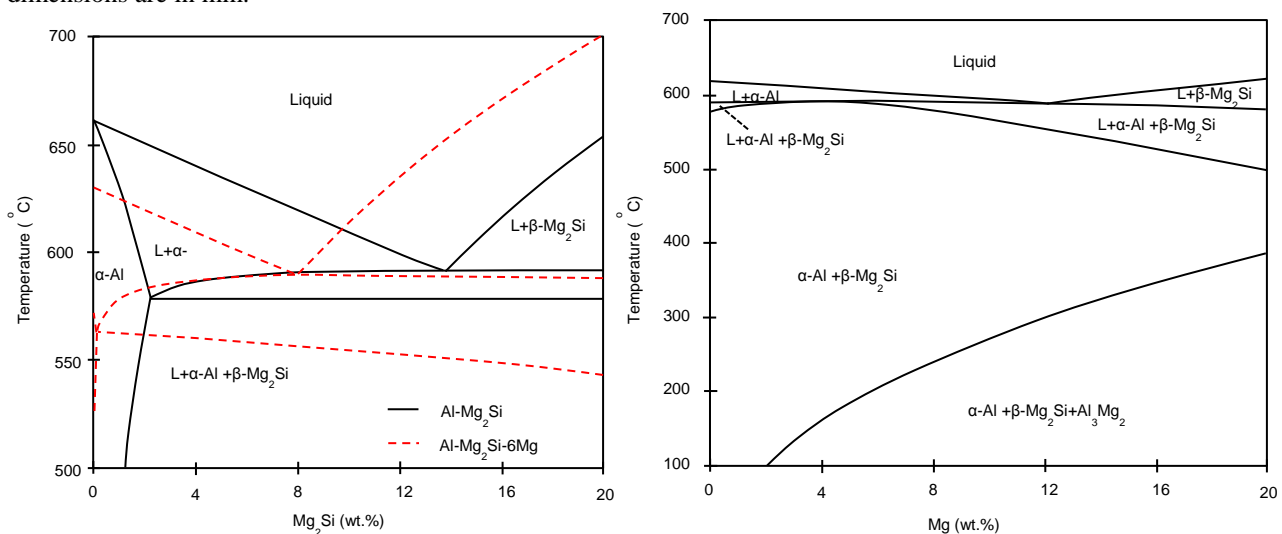 dimensions are in mm.
700
650
600
550
500
0
4
8
12
16
20
Temperature ( °C)
Mg2Si (wt.%)
Liquid
L+α-
α-Al
L+β-Mg2Si
L+α-Al +β-Mg2Si
Al-Mg2Si
Al-Mg2Si-6Mg
700
600
500
400
300
200
100
0
4
8
12
16
20
Temperature ( °C)
Mg (wt.%)
Liquid
L+α-Al
L+β-Mg2Si
L+α-Al +β-Mg2Si
L+α-Al +β-Mg2Si
α-Al +β-Mg2Si
α-Al +β-Mg2Si+Al3Mg2